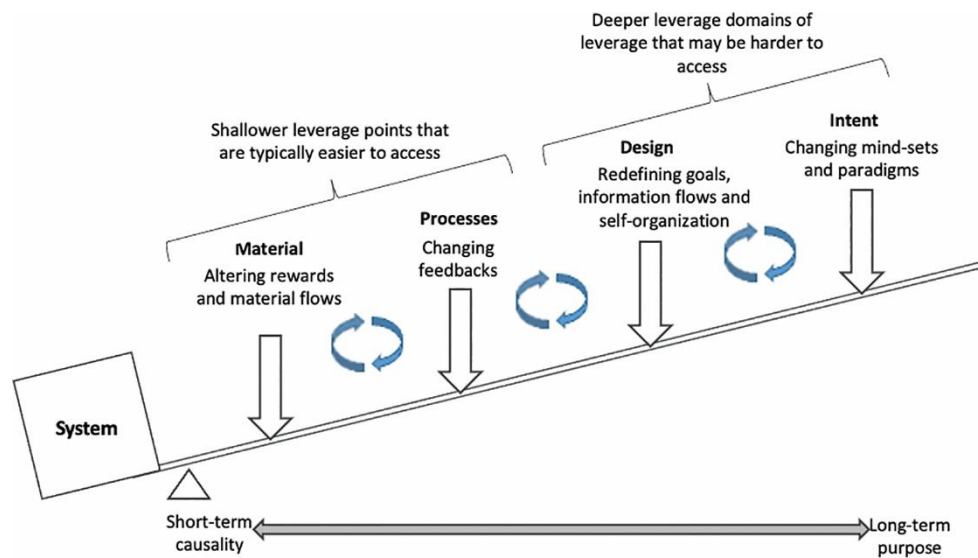 Deeper leverage domains of
leverage that may be harder to
access
Shallower leverage points that
are typically easier to access
Intent
Changing mind-sets
and paradigms
Design
Redefining goals,
information flows and
self-organization
Processes
Changing
feedbacks
Material
Altering rewards
and material flows
System
Short-term
causality
Long-term
purpose